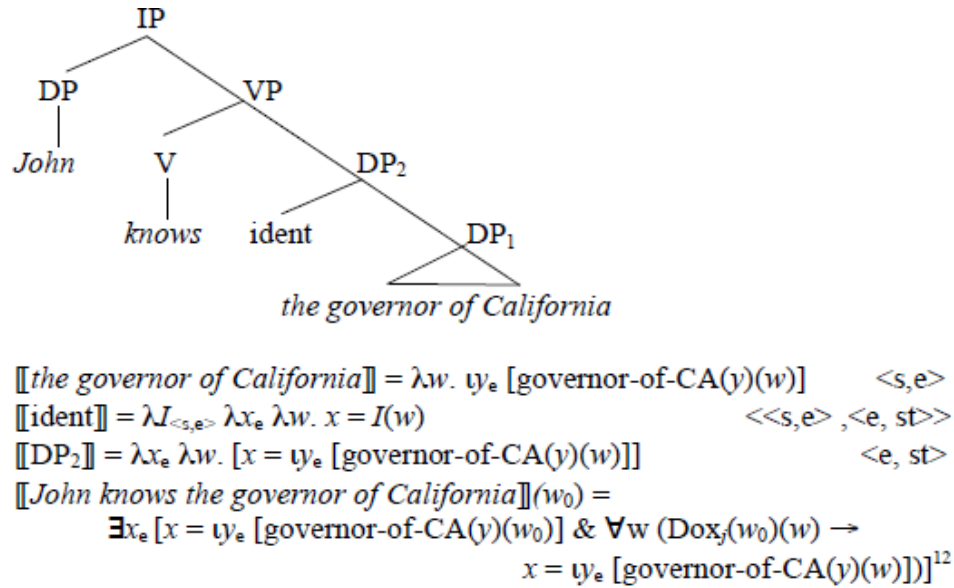 IP
DP VP
John V DP₂
knows ident DP₁
the governor of California
⟦the governor of California⟧ = λw. ιyₑ [governor-of-CA(y)(w)] <s,e>
⟦ident⟧ = λI<s,e> λxₑ λw. x = I(w) <<s,e> ,<e, st>>
⟦DP₂⟧ = λxₑ λw. [x = ιyₑ [governor-of-CA(y)(w)]] <e, st>
⟦John knows the governor of California⟧(w₀) =
∃xₑ [x = ιyₑ [governor-of-CA(y)(w₀)] & ∀w (Doxⱼ(w₀)(w) →
x = ιyₑ [governor-of-CA(y)(w)])]¹²